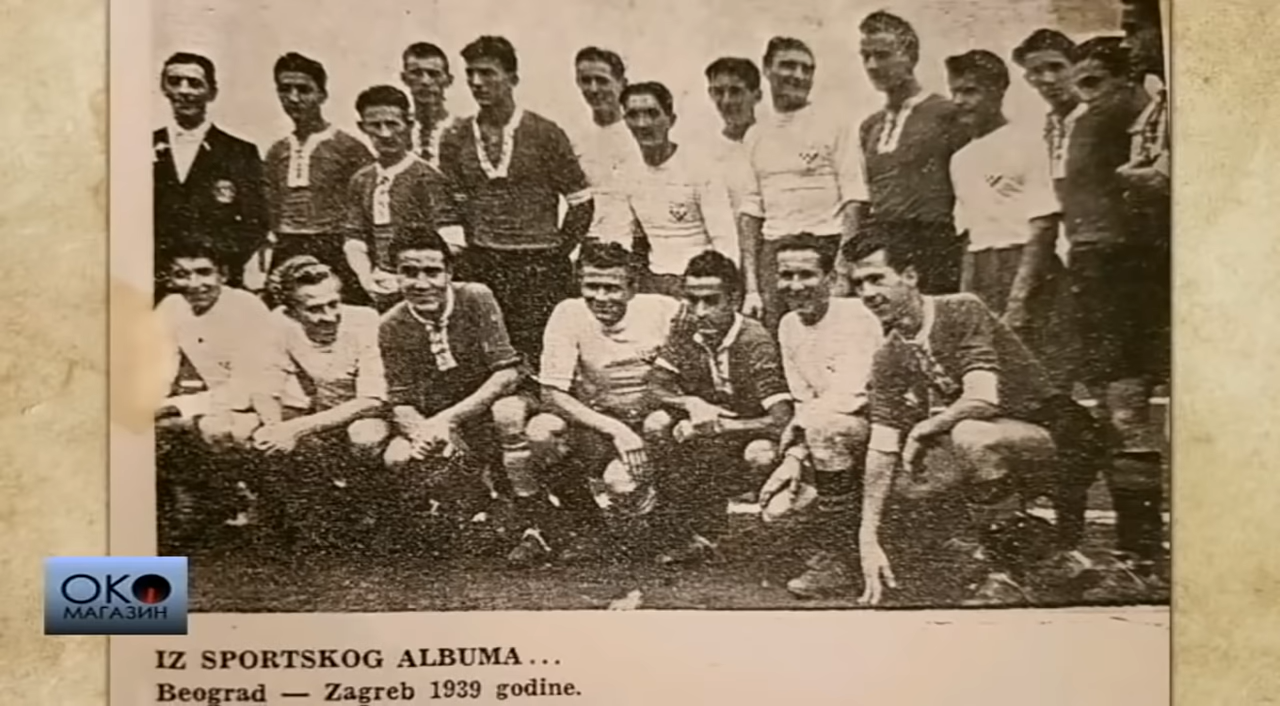 ОКО
МАГАЗИН
IZ SPORTSKOG ALBUMA...
Beograd — Zagreb 1939 godine.